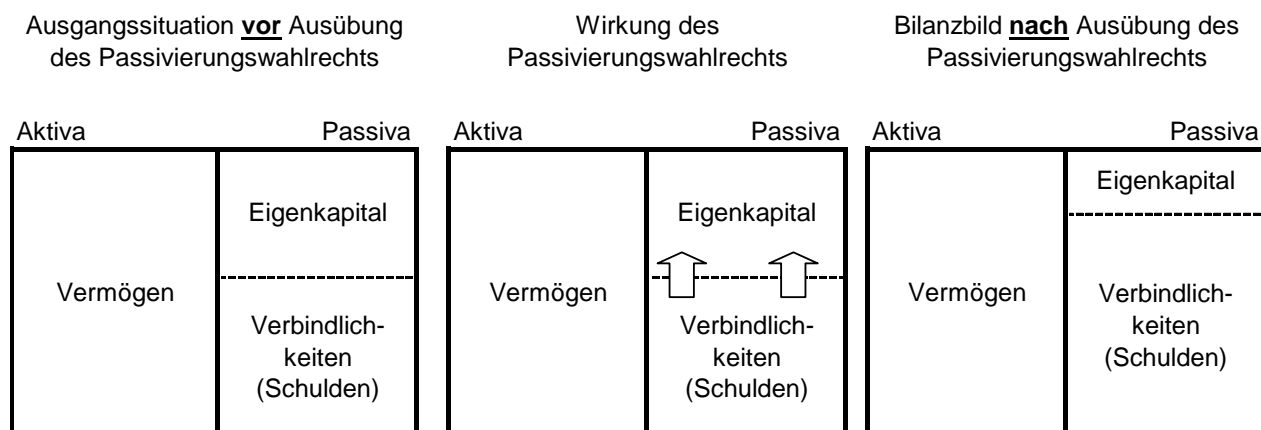 Ausgangssituation vor Ausübung
des Passivierungswahlrechts
Wirkung des
Passivierungswahlrechts
Bilanzbild nach Ausübung des
Passivierungswahlrechts
Aktiva
Passiva
Vermögen
Eigenkapital
Verbindlich-
keiten
(Schulden)
Aktiva
Passiva
Vermögen
Eigenkapital
Verbindlich-
keiten
(Schulden)
Aktiva
Passiva
Vermögen
Eigenkapital
Verbindlich-
keiten
(Schulden)